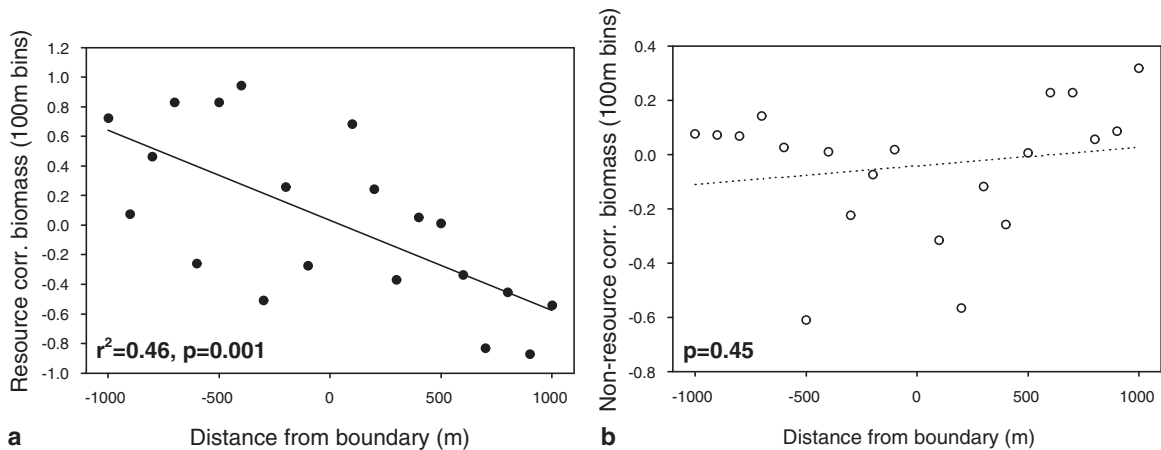 Resource corr. biomass (100m bins)
1.2
1.0
0.8
0.6
0.4
0.2
0.0
-0.2
-0.4
-0.6
-0.8
-1.0
r²=0.46, p=0.001
-1000 -500 0 500 1000
Distance from boundary (m)
a
Non-resource corr. biomass (100m bins)
0.4
0.2
0.0
-0.2
-0.4
-0.6
-0.8
p=0.45
-1000 -500 0 500 1000
Distance from boundary (m)
b